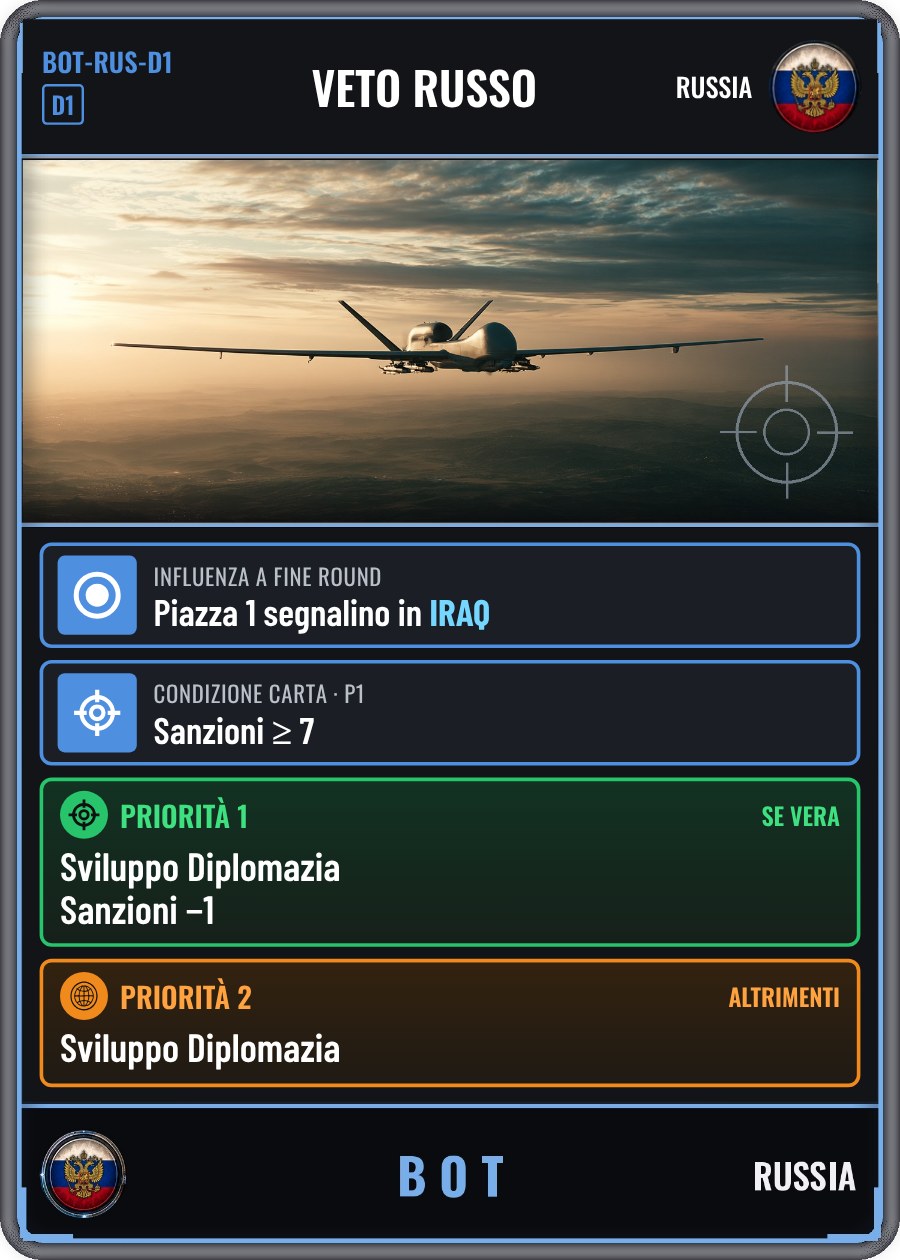 BOT-RUS-D1
D1
VETO RUSSO
RUSSIA
INFLUENZA A FINE ROUND
Piazza 1 segnalino in IRAQ
CONDIZIONE CARTA · P1
Sanzioni ≥ 7
PRIORITÀ 1
SE VERA
Sviluppo Diplomazia
Sanzioni −1
PRIORITÀ 2
ALTRIMENTI
Sviluppo Diplomazia
BOT
RUSSIA